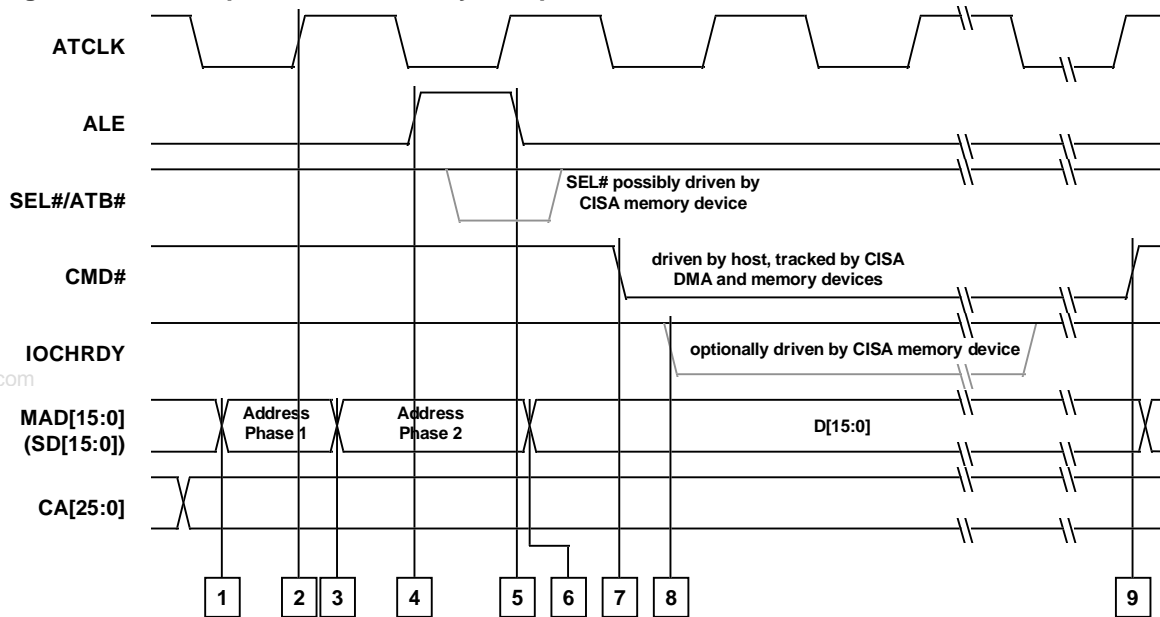 ATCLK
ALE
SEL#/ATB#
SEL# possibly driven by
CISA memory device
CMD#
driven by host, tracked by CISA
DMA and memory devices
IOCHRDY
optionally driven by CISA memory device
com
MAD[15:0]
(SD[15:0])
Address
Phase 1
Address
Phase 2
D[15:0]
CA[25:0]
1 2 3 4 5 6 7 8 9